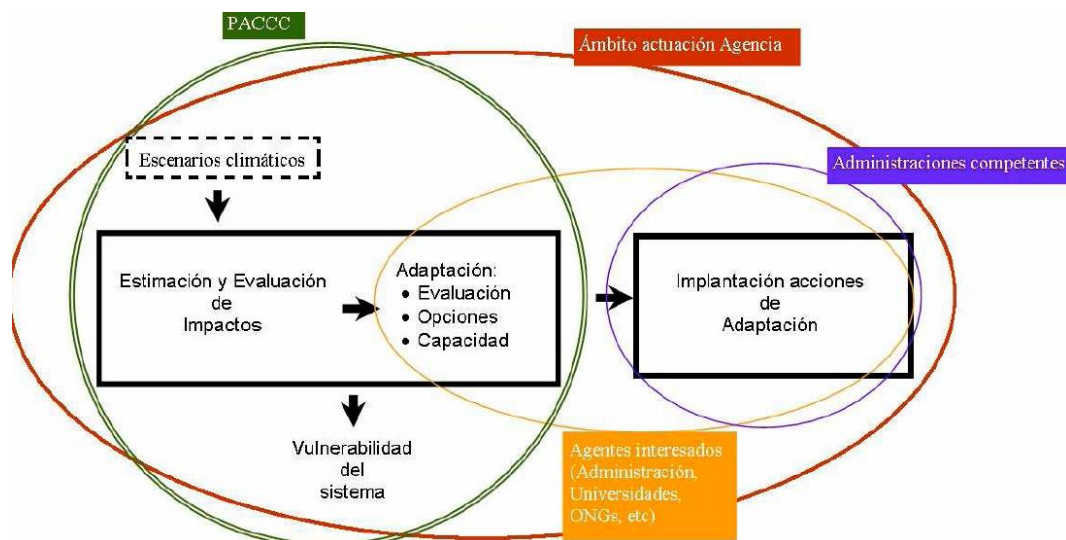 PACCC
Ámbito actuación Agencia
Escenarios climáticos
Administraciones competentes
Estimación y Evaluación
de
Impactos
Adaptación:
• Evaluación
• Opciones
• Capacidad
Implantación acciones
de
Adaptación
Vulnerabilidad
del
sistema
Agentes interesados
(Administración,
Universidades,
ONGs, etc)